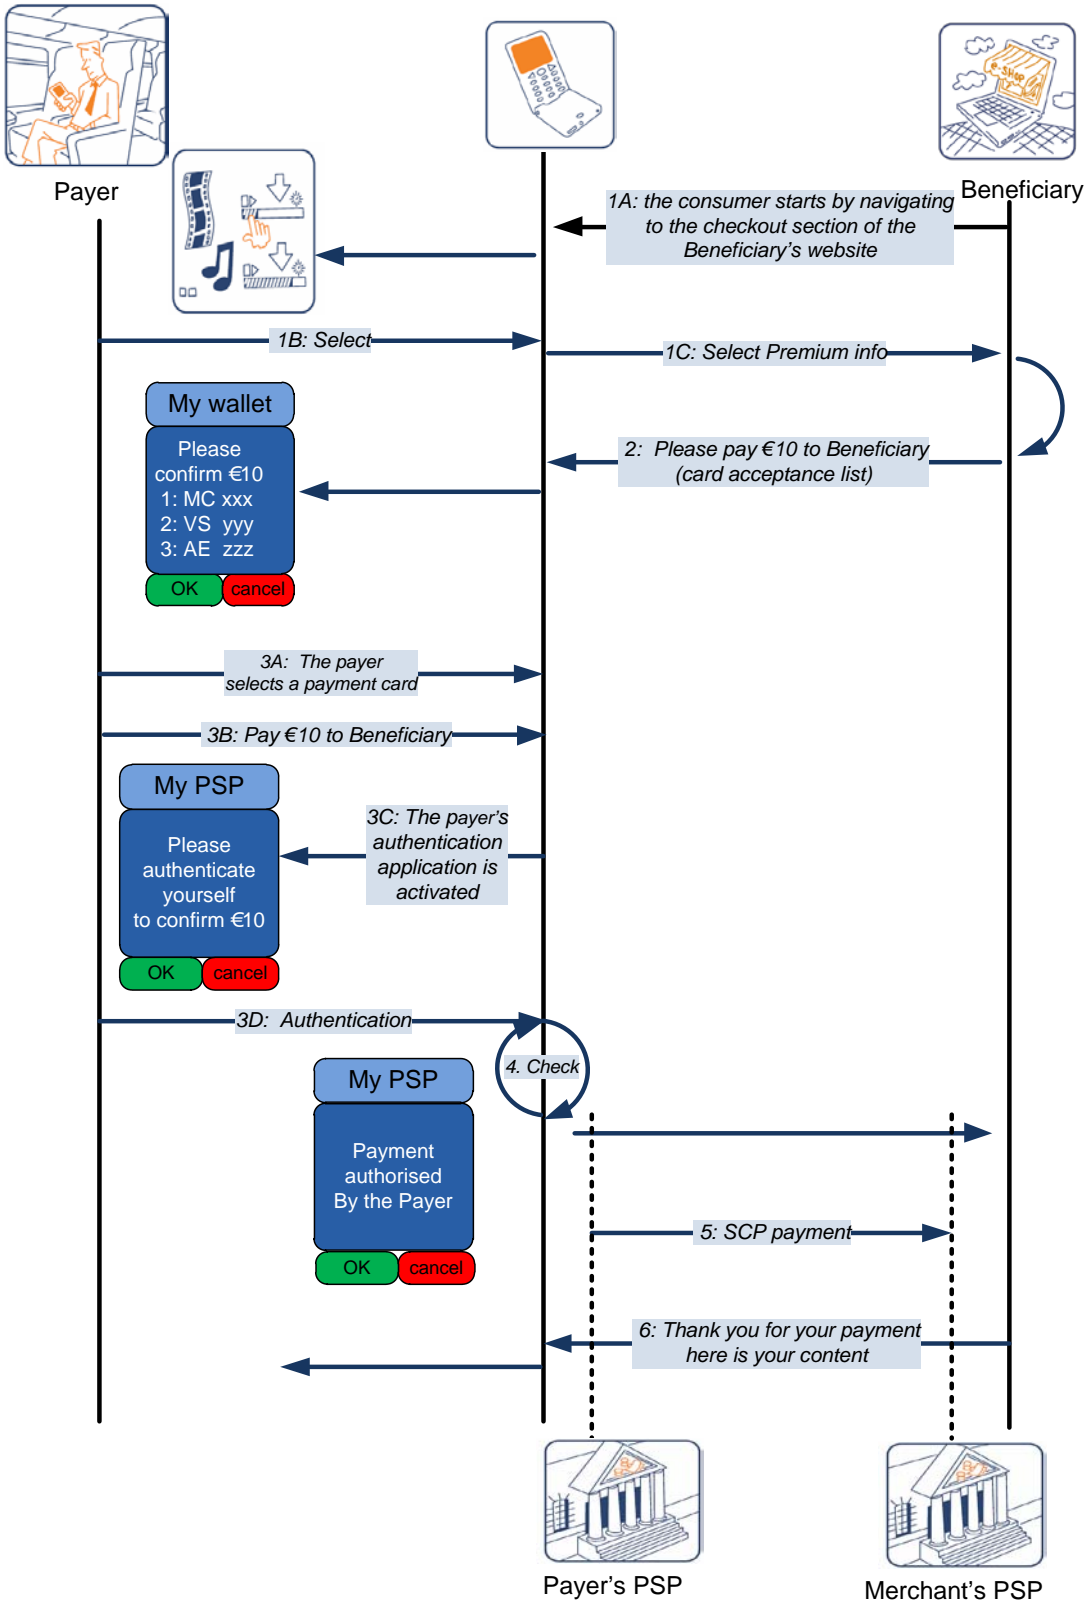 e-SHOP
Payer
Beneficiary
1A: the consumer starts by navigating
to the checkout section of the
Beneficiary's website
1B: Select
1C: Select Premium info
My wallet
Please
confirm €10
1: MC xxx
2: VS yyy
3: AE zzz
OK cancel
2: Please pay €10 to Beneficiary
(card acceptance list)
3A: The payer
selects a payment card
3B: Pay €10 to Beneficiary
My PSP
Please
authenticate
yourself
to confirm €10
OK cancel
3C: The payer's
authentication
application is
activated
3D: Authentication
4. Check
My PSP
Payment
authorised
By the Payer
OK cancel
5: SCP payment
6: Thank you for your payment
here is your content
Payer's PSP
Merchant's PSP